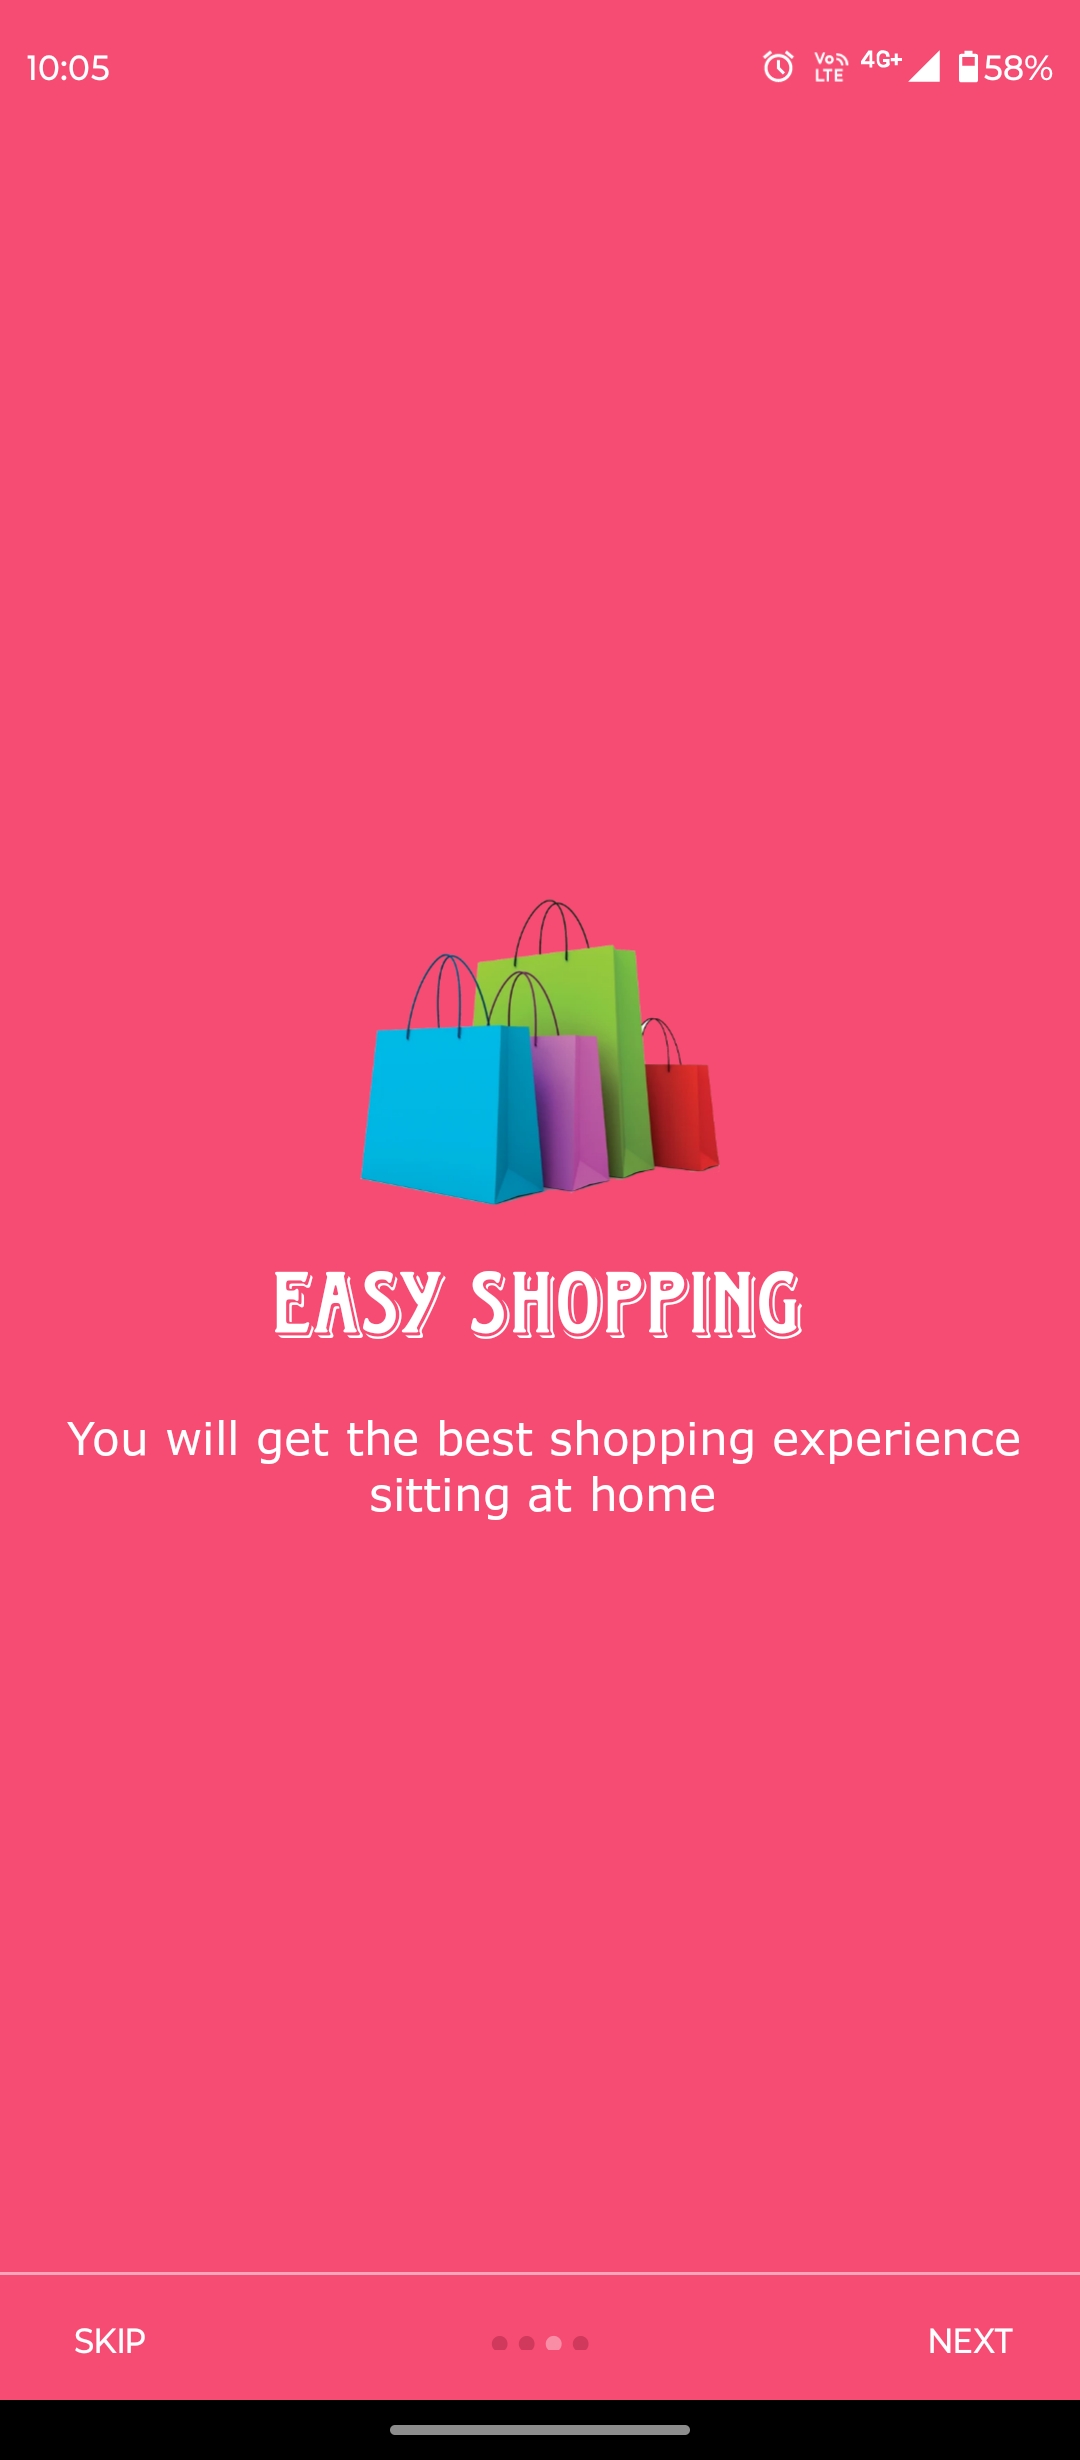 10:05
Vo LTE 4G+ 58%
EASY SHOPPING
You will get the best shopping experience
sitting at home
SKIP
NEXT